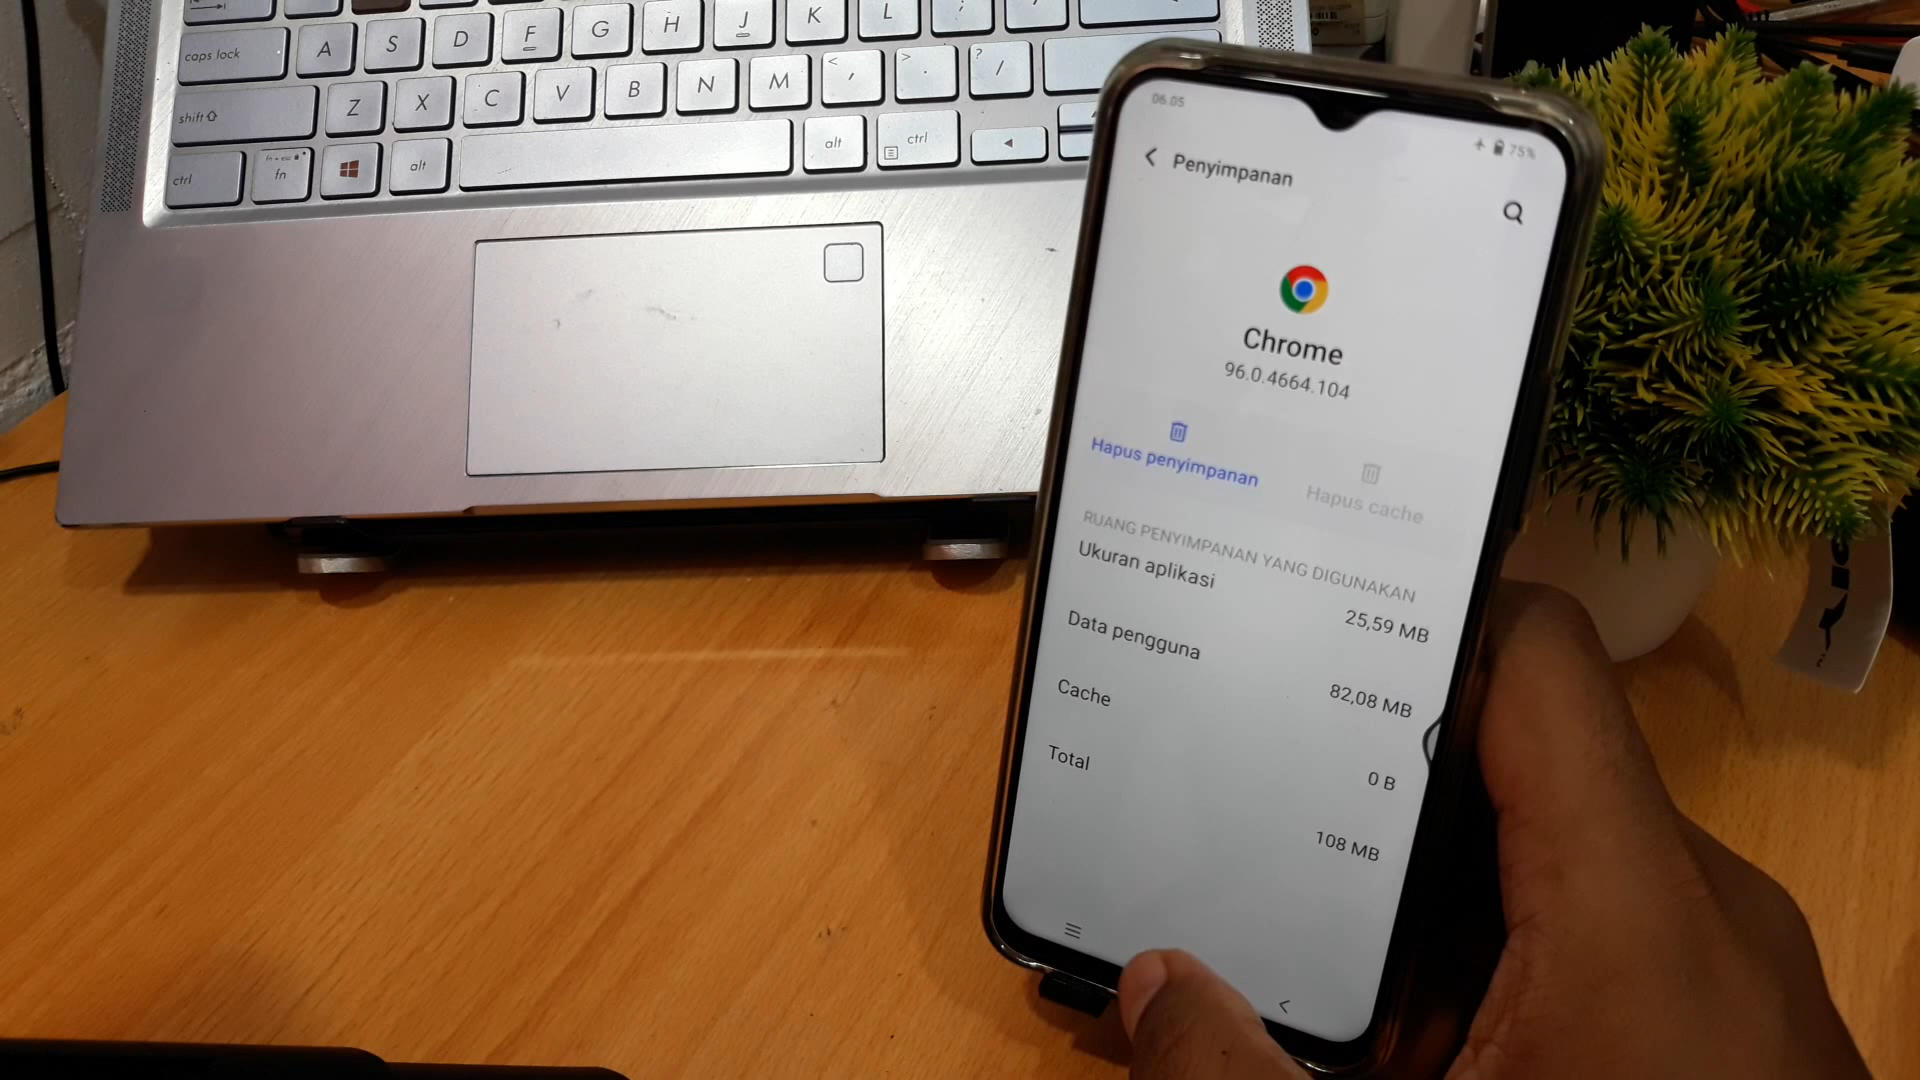 caps lock A S D F G H J K L ; /
shift Z X C V B N M < , > . ? /
ctrl fn + esc fn alt alt ctrl
06.05
75%
Penyimpanan
Chrome
96.0.4664.104
Hapus penyimpanan
Hapus cache
RUANG PENYIMPANAN YANG DIGUNAKAN
Ukuran aplikasi
25,59 MB
Data pengguna
82,08 MB
Cache
0 B
Total
108 MB